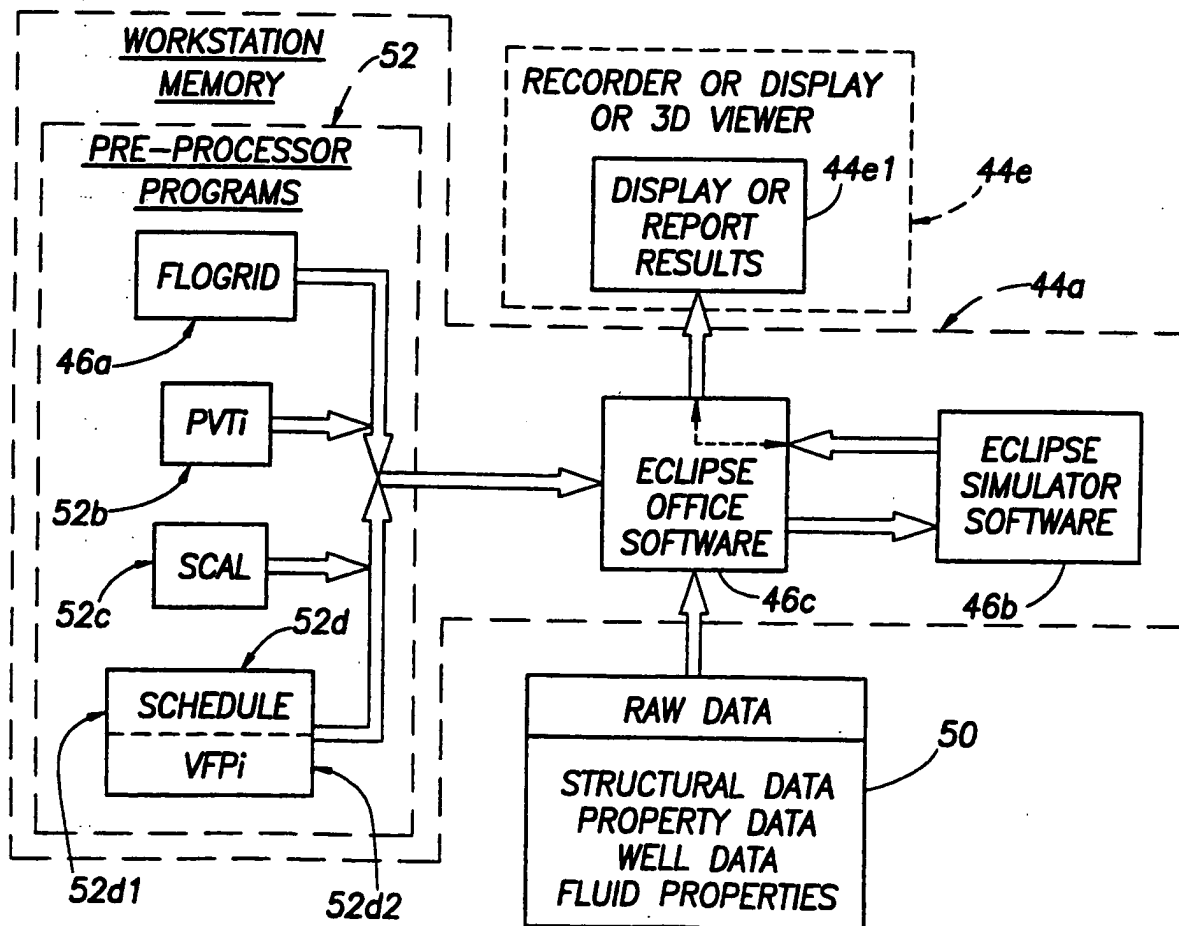 WORKSTATION
MEMORY
52
PRE-PROCESSOR
PROGRAMS
FLOGRID
46a
PVTi
52b
SCAL
52c
52d
SCHEDULE
VFPi
52d1
52d2
RECORDER OR DISPLAY
OR 3D VIEWER
DISPLAY OR
REPORT
RESULTS
44e1
44e
44a
ECLIPSE
OFFICE
SOFTWARE
46c
ECLIPSE
SIMULATOR
SOFTWARE
46b
RAW DATA
50
STRUCTURAL DATA
PROPERTY DATA
WELL DATA
FLUID PROPERTIES